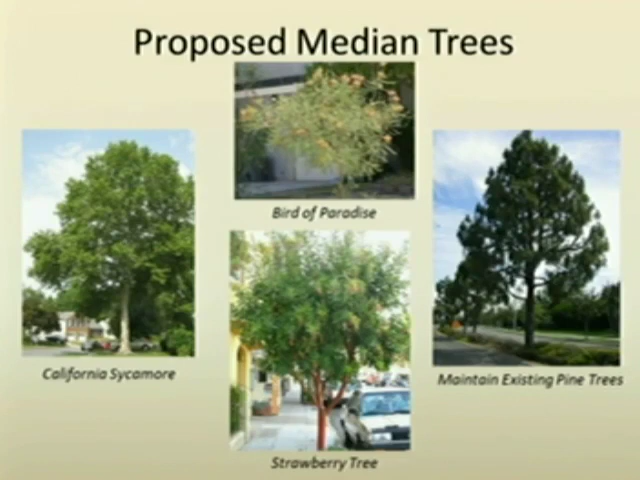 Proposed Median Trees
Bird of Paradise
California Sycamore
Maintain Existing Pine Trees
Strawberry Tree